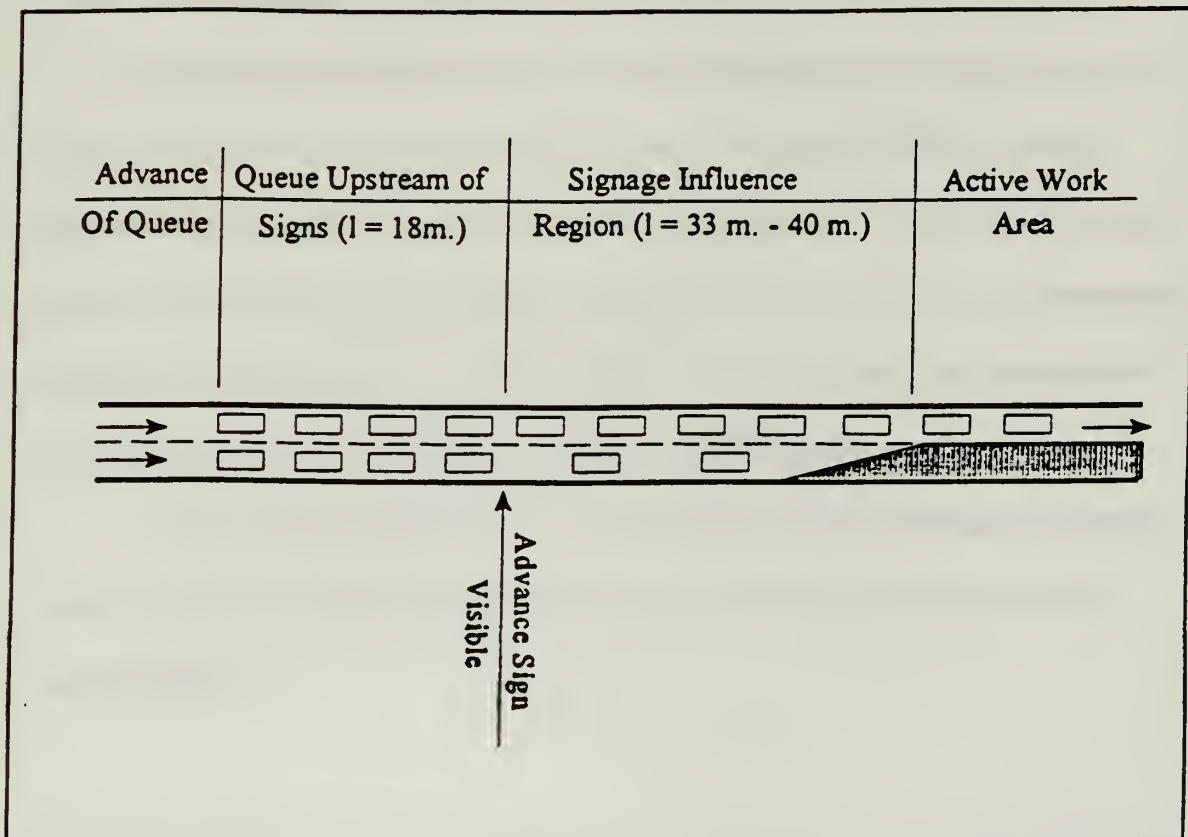 Advance
Of Queue
Queue Upstream of
Signs (l = 18m.)
Signage Influence
Region (l = 33 m. - 40 m.)
Active Work
Area
Advance Sign
Visible